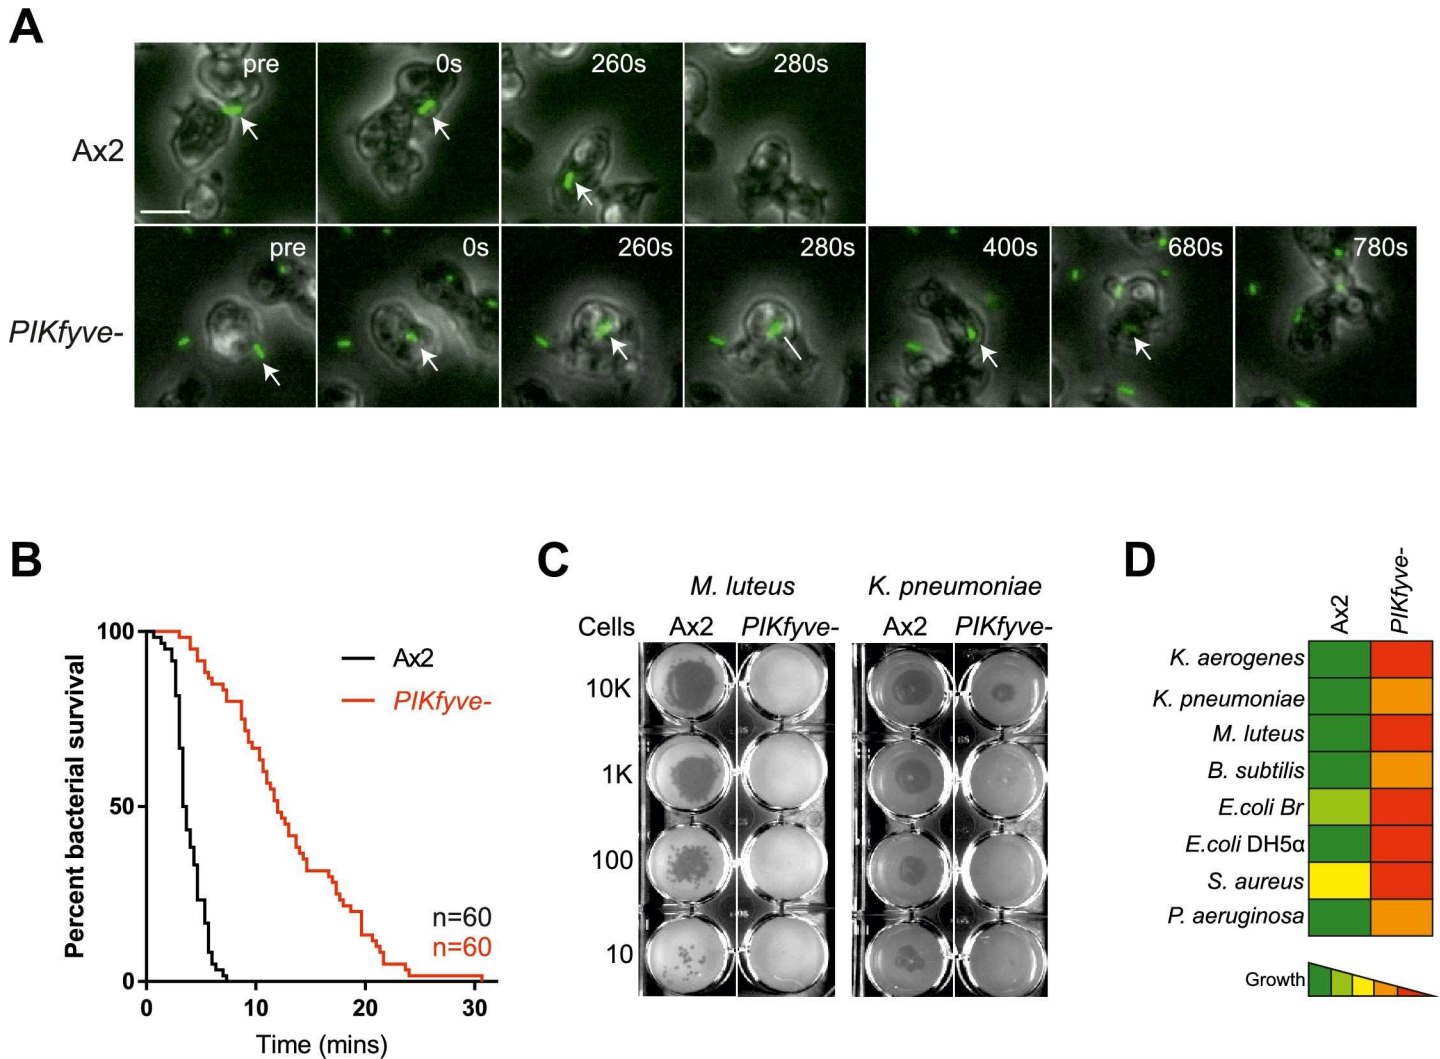 A
pre 0s 260s 280s
Ax2
pre 0s 260s 280s 400s 680s 780s
PIKfyve-
B
100
50
0
0 10 20 30
Percent bacterial survival
Time (mins)
Ax2
PIKfyve-
n=60
n=60
C
M. luteus K. pneumoniae
Cells Ax2 PIKfyve- Ax2 PIKfyve-
10K
1K
100
10
D
Ax2 PIKfyve-
K. aerogenes
K. pneumoniae
M. luteus
B. subtilis
E.coli Br
E.coli DH5α
S. aureus
P. aeruginosa
Growth